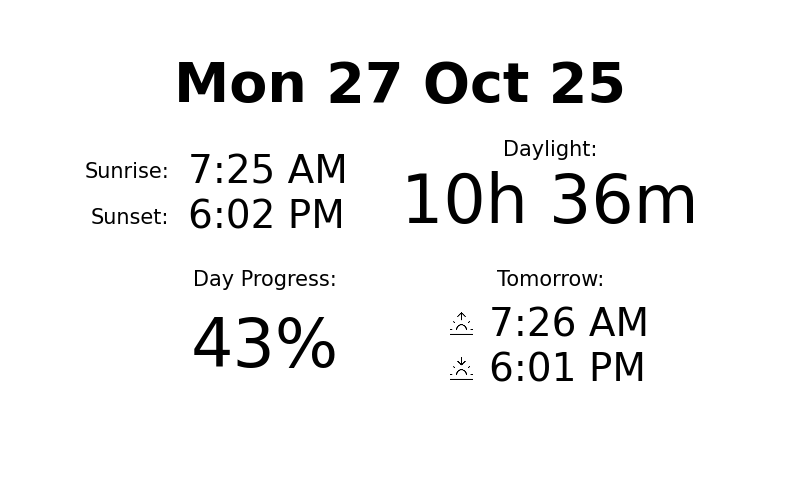 Mon 27 Oct 25
Sunrise: 7:25 AM
Sunset: 6:02 PM
Daylight:
10h 36m
Day Progress:
43%
Tomorrow:
7:26 AM
6:01 PM